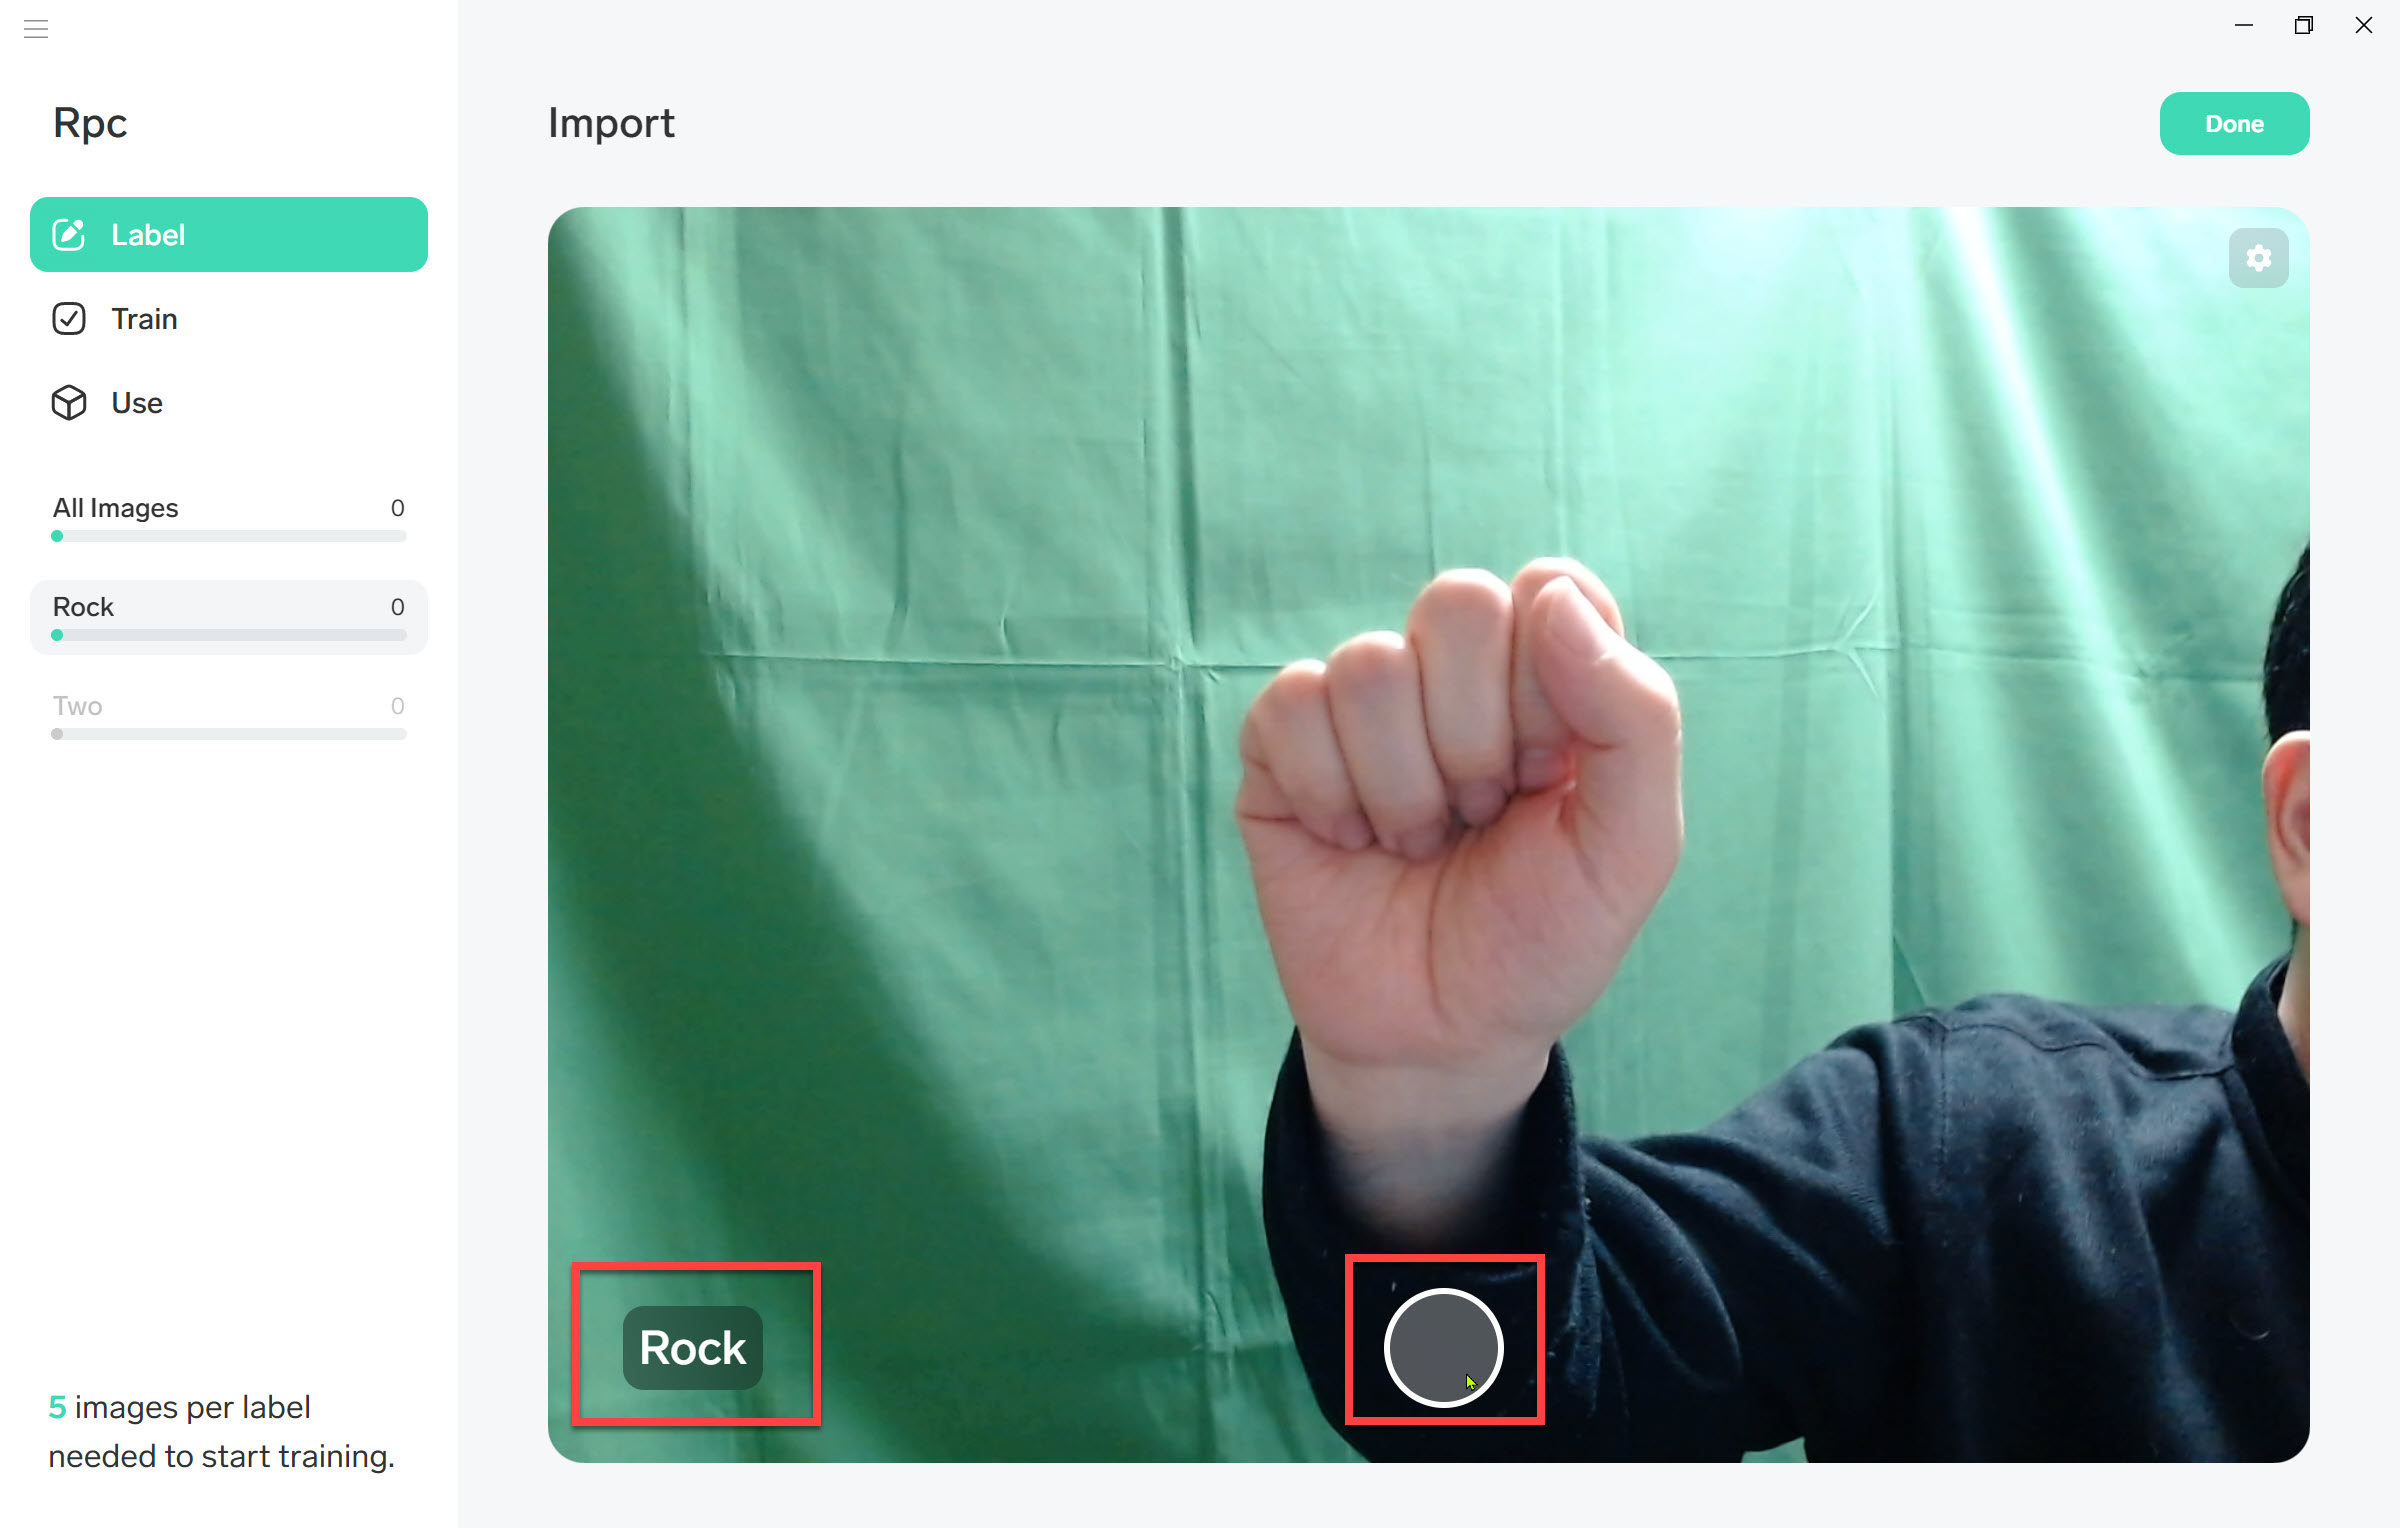 Rpc
Label
Train
Use
All Images 0
Rock 0
Two 0
5 images per label
needed to start training.
Import
Done
Rock